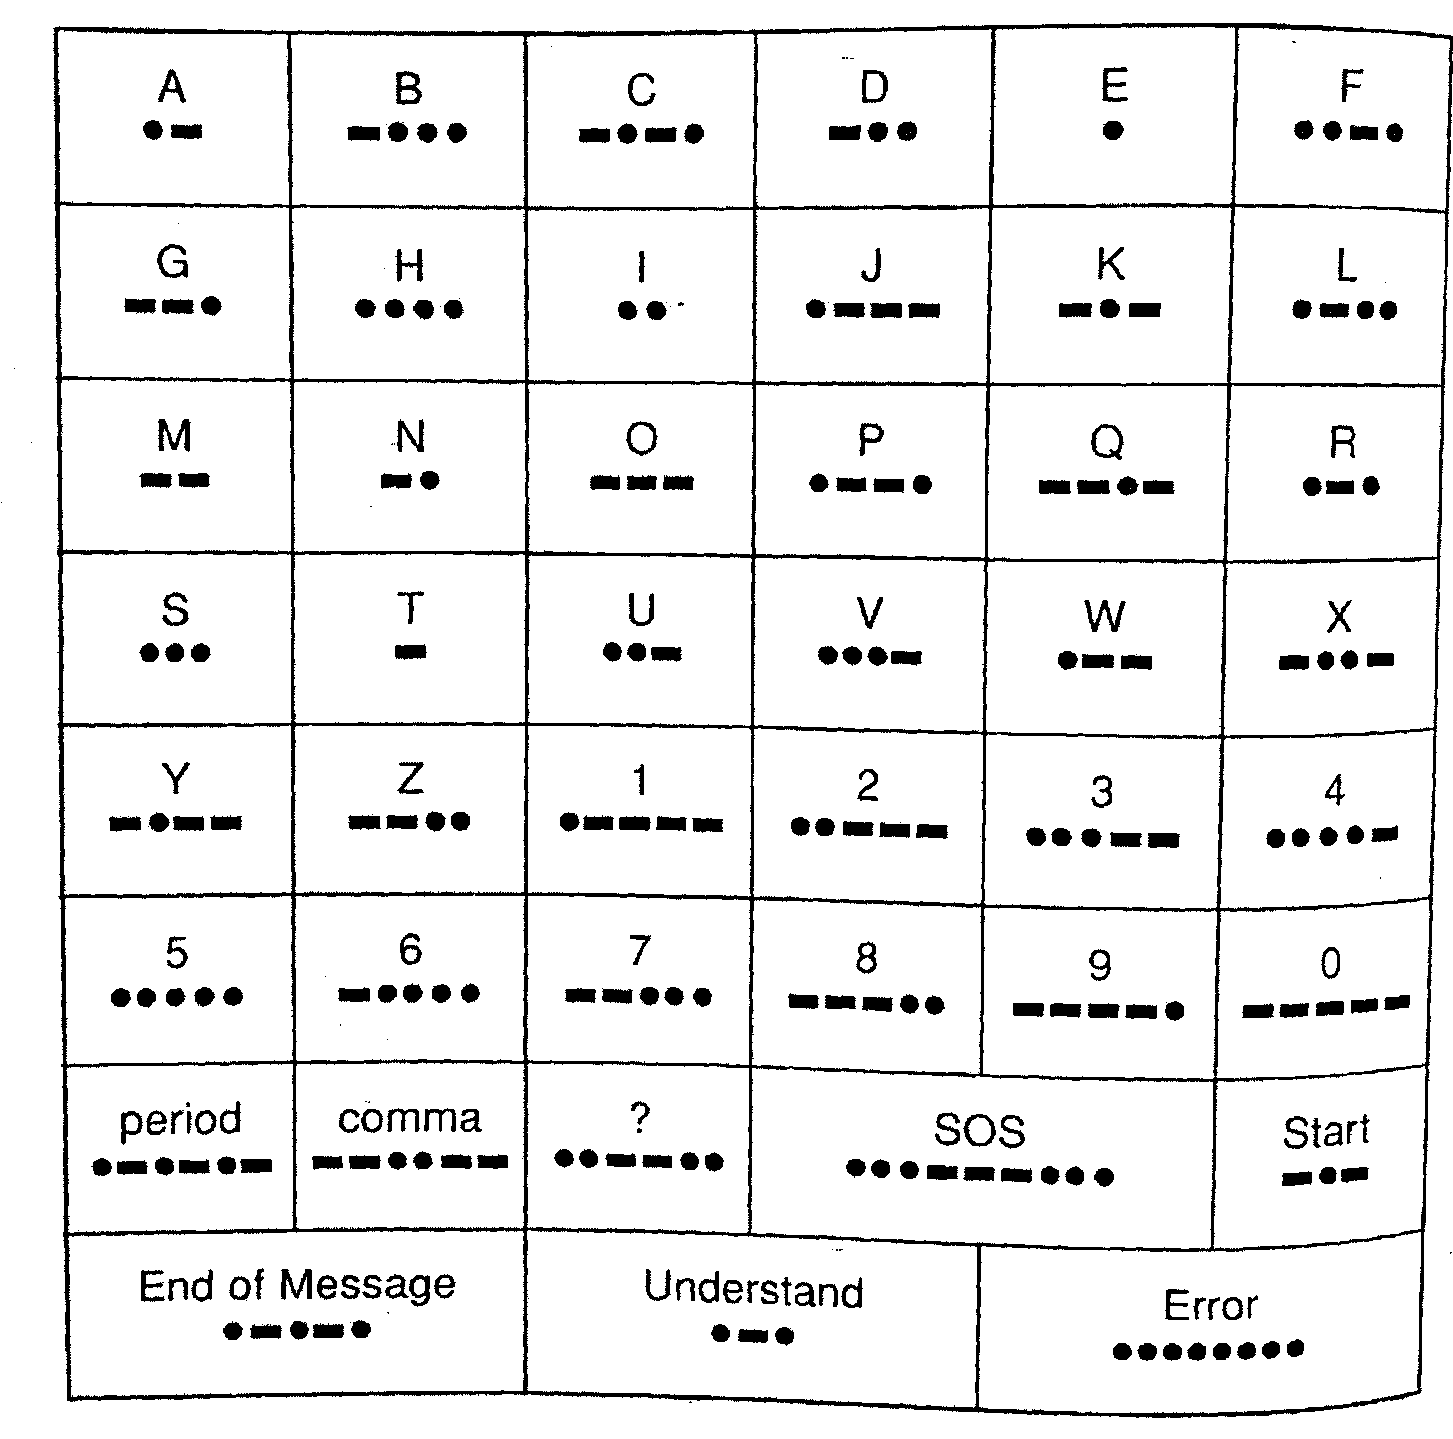 A B C D E F
●▬ ▬●●● ▬●▬● ▬●● ● ●●▬●
G H I J K L
▬▬● ●●●● ●● ●▬▬▬ ▬●▬ ●▬●●
M N O P Q R
▬▬ ▬● ▬▬▬ ●▬▬● ▬▬●▬ ●▬●
S T U V W X
●●● ▬ ●●▬ ●●●▬ ●▬▬ ▬●●▬
Y Z 1 2 3 4
▬●▬▬ ▬▬●● ●▬▬▬▬ ●●▬▬▬ ●●●▬▬ ●●●●▬
5 6 7 8 9 0
●●●●● ▬●●●● ▬▬●●● ▬▬▬●● ▬▬▬▬● ▬▬▬▬▬
period comma ? SOS Start
●▬●▬●▬ ▬▬●●▬▬ ●●▬▬●● ●●●▬▬▬●●● ▬●▬
End of Message Understand Error
●▬●▬● ●▬● ●●●●●●●●